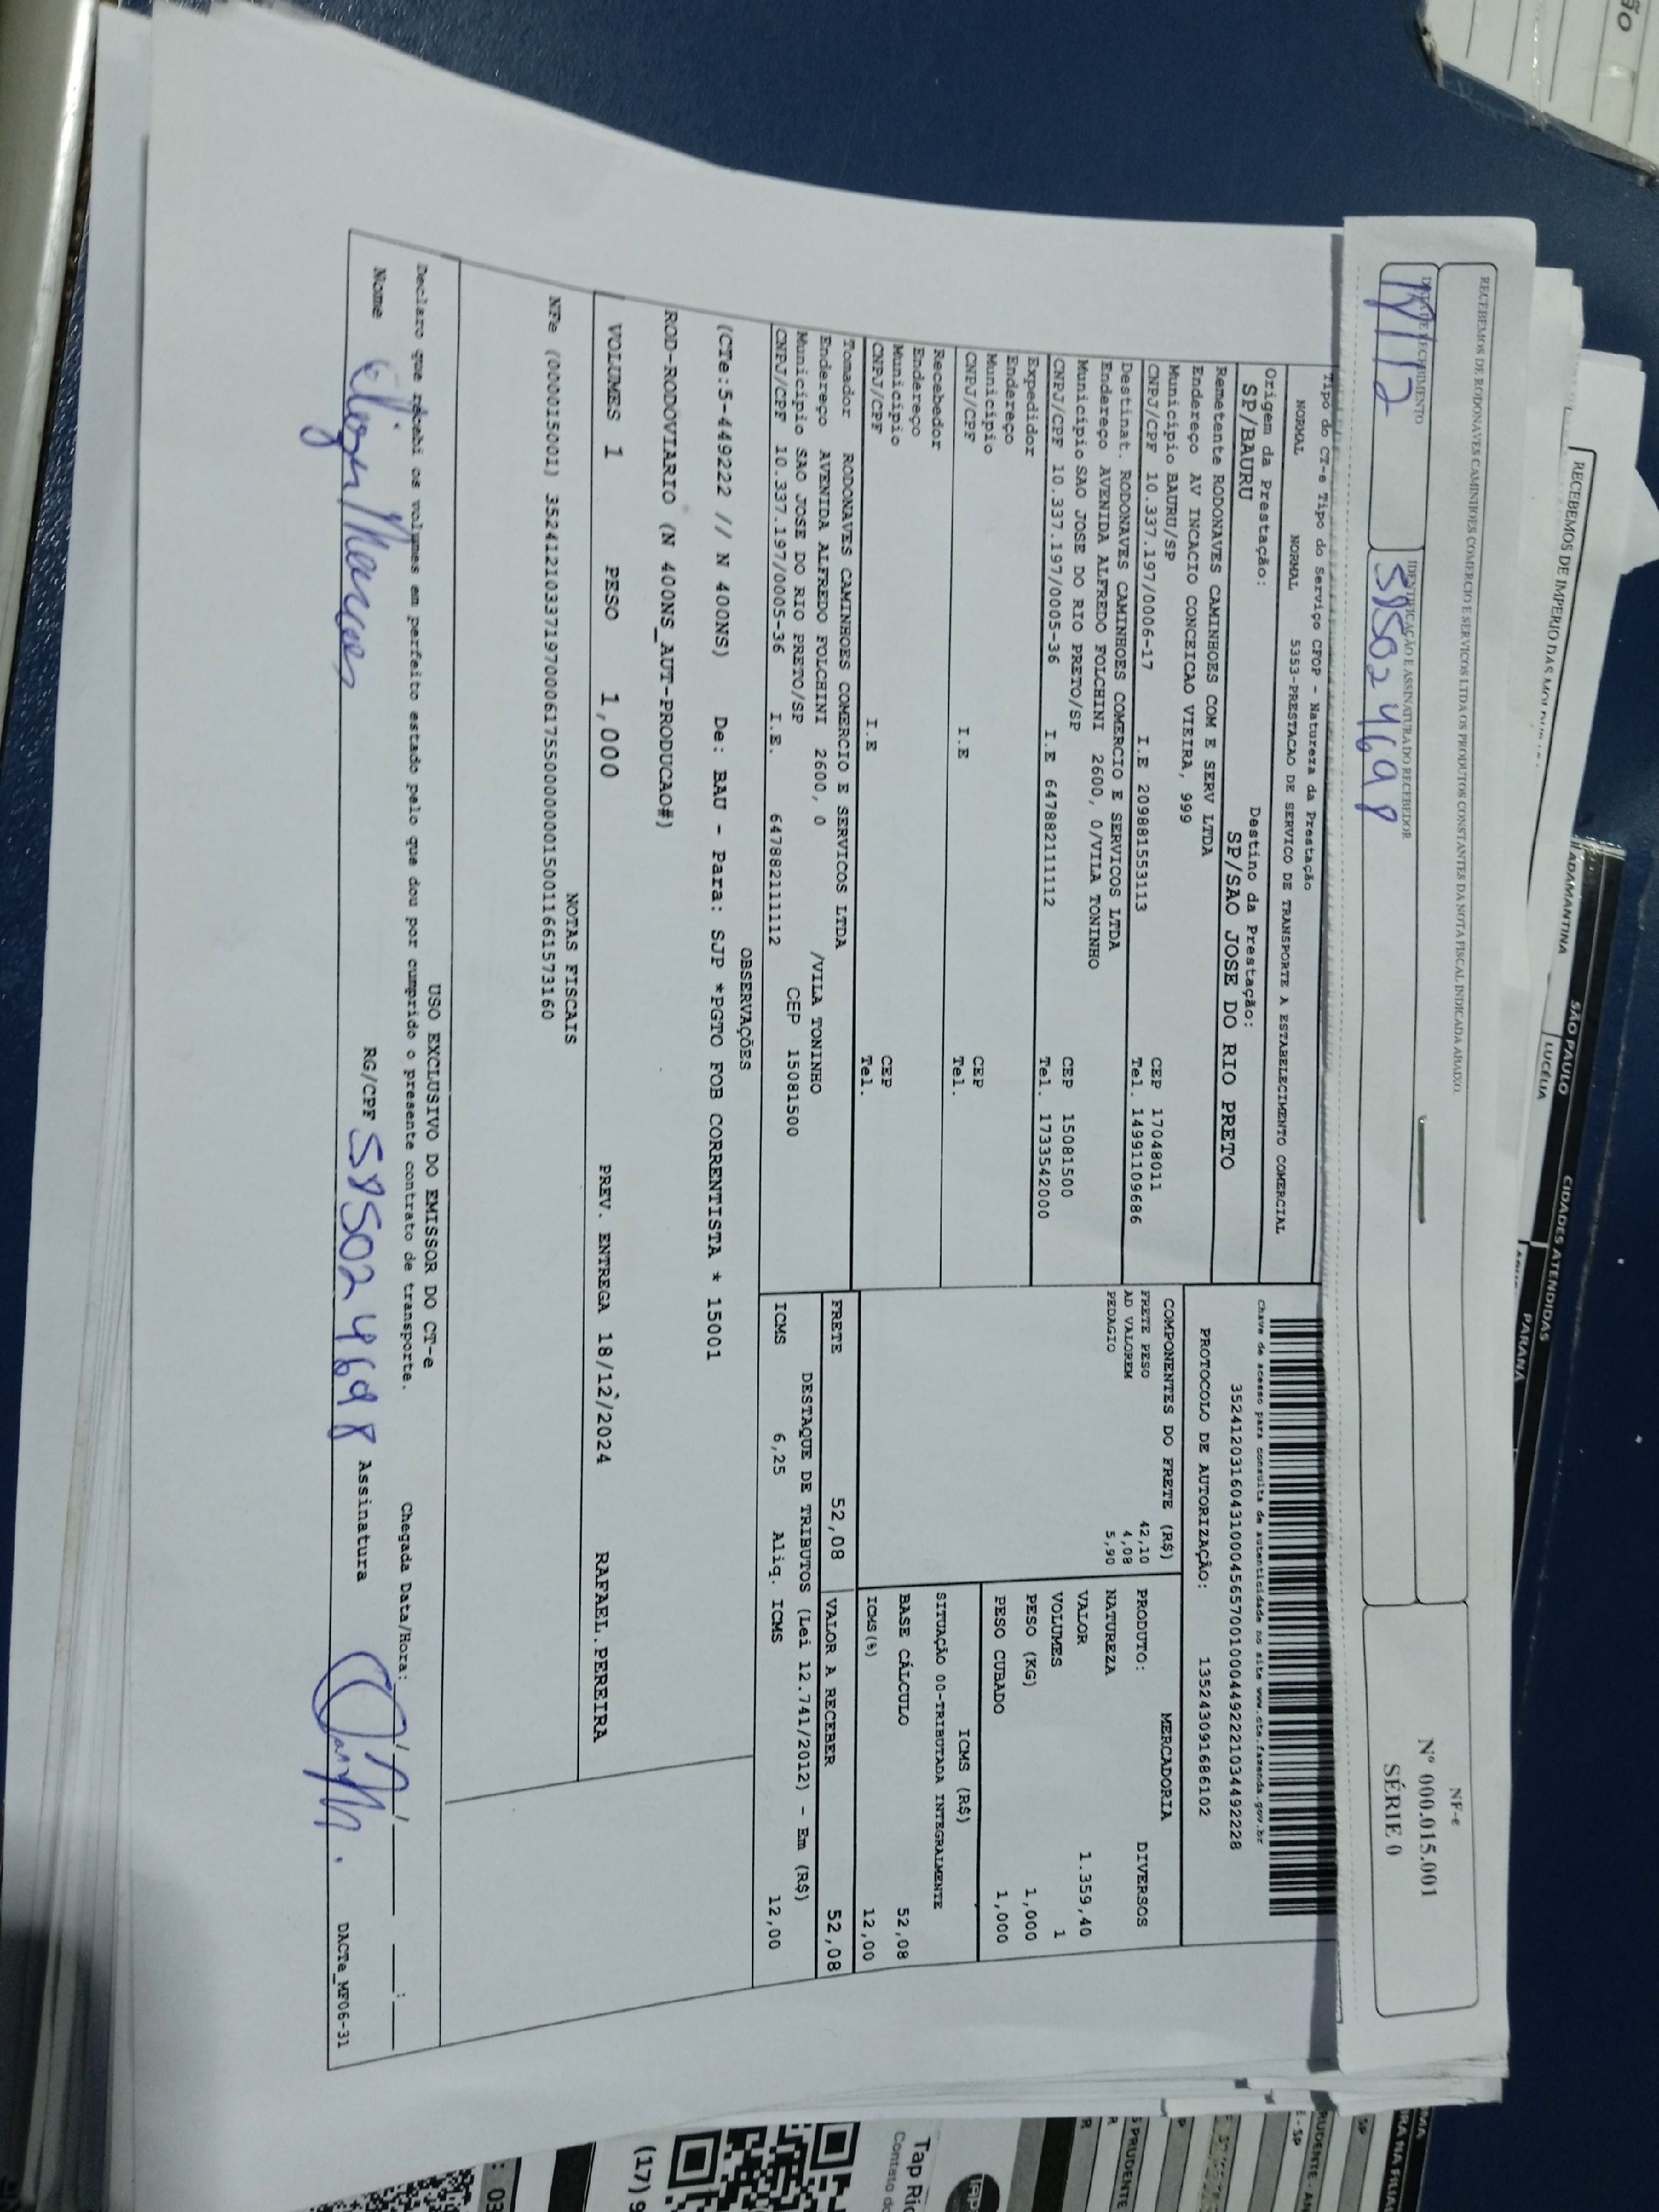 RECEBEMOS DE RODONAVES CAMINHOES COMERCIO E SERVICOS LTDA OS PRODUTOS CONSTANTES DA NOTA FISCAL INDICADA ABAIXO.
DATA DE RECEBIMENTO
IDENTIFICAÇÃO E ASSINATURA DO RECEBEDOR
585024698
NF-e
Nº 000.015.001
SÉRIE 0
Tipo do CT-e Tipo do Serviço CFOP - Natureza da Prestação
NORMAL NORMAL 5353-PRESTACAO DE SERVICO DE TRANSPORTE A ESTABELECIMENTO COMERCIAL
Origem da Prestação: Destino da Prestação:
SP/BAURU SP/SAO JOSE DO RIO PRETO
Remetente RODONAVES CAMINHOES COM E SERV LTDA
Endereço AV INCACIO CONCEICAO VIEIRA, 999
Município BAURU/SP CEP 17048011
CNPJ/CPF 10.337.197/0006-17 I.E 209881553113 Tel. 14991109686
Destinat. RODONAVES CAMINHOES COMERCIO E SERVICOS LTDA
Endereço AVENIDA ALFREDO FOLCHINI 2600, 0/VILA TONINHO
Município SAO JOSE DO RIO PRETO/SP CEP 15081500
CNPJ/CPF 10.337.197/0005-36 I.E 647882111112 Tel. 1733542000
Expedidor
Endereço
Município CEP
CNPJ/CPF I.E Tel.
Recebedor
Endereço
Município CEP
CNPJ/CPF I.E Tel.
Tomador RODONAVES CAMINHOES COMERCIO E SERVICOS LTDA
Endereço AVENIDA ALFREDO FOLCHINI 2600, 0 /VILA TONINHO
Município SAO JOSE DO RIO PRETO/SP CEP 15081500
CNPJ/CPF 10.337.197/0005-36 I.E. 647882111112
Chave de acesso para consulta de autenticidade no site www.cte.fazenda.gov.br
35241203160431000456570010004492221034492228
PROTOCOLO DE AUTORIZAÇÃO: 135243091686102
COMPONENTES DO FRETE (R$)
FRETE PESO 42,10
AD VALOREM 4,08
PEDAGIO 5,90
MERCADORIA
PRODUTO: DIVERSOS
NATUREZA
VALOR 1.359,40
VOLUMES 1
PESO (KG) 1,000
PESO CUBADO 1,000
ICMS (R$)
SITUAÇÃO 00-TRIBUTADA INTEGRALMENTE
BASE CÁLCULO 52,08
ICMS(%) 12,00
FRETE 52,08 VALOR A RECEBER 52,08
DESTAQUE DE TRIBUTOS (Lei 12.741/2012) - Em (R$)
ICMS 6,25 Aliq. ICMS 12,00
OBSERVAÇÕES
(CTe:5-449222 // N 400NS) De: BAU - Para: SJP *PGTO FOB CORRENTISTA * 15001
ROD-RODOVIARIO (N 400NS_AUT-PRODUCAO#)
VOLUMES 1 PESO 1,000 PREV. ENTREGA 18/12/2024 RAFAEL.PEREIRA
NOTAS FISCAIS
NFe (000015001) 35241210337197000617550000000150011661573160
USO EXCLUSIVO DO EMISSOR DO CT-e
Declaro que recebi os volumes em perfeito estado pelo que dou por cumprido o presente contrato de transporte. Chegada Data/Hora:
Nome RG/CPF 585024698 Assinatura
DACTe_MF06-31
RECEBEMOS DE IMPERIO DAS
ADAMANTINA
SÃO PAULO
LUCÉLIA
CIDADES ATENDIDAS
PARANA
Tap
Contato
(17) 9